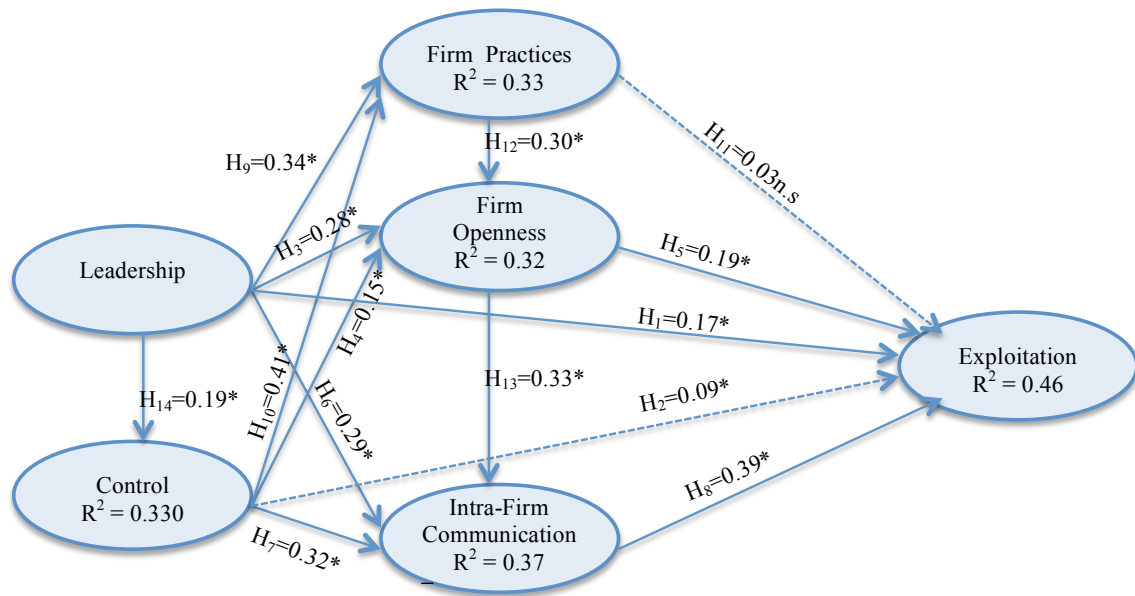 Firm Practices
R² = 0.33
H₁₂=0.30*
H₁₁=0.03n.s
H₉=0.34*
Firm
Openness
R² = 0.32
H₃=0.28*
H₅=0.19*
Leadership
H₄=0.15*
H₁=0.17*
Exploitation
R² = 0.46
H₁₄=0.19*
H₁₀=0.41*
H₆=0.29*
H₁₃=0.33*
H₂=0.09*
Control
R² = 0.330
H₇=0.32*
Intra-Firm
Communication
R² = 0.37
H₈=0.39*